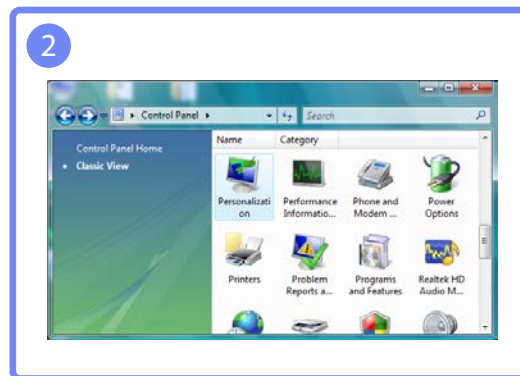 2
Control Panel
Search
Control Panel Home
Classic View
Name Category
Personalizati
on
Performance
Informatio...
Phone and
Modem ...
Power
Options
Printers
Problem
Reports a...
Programs
and Features
Realtek HD
Audio M...